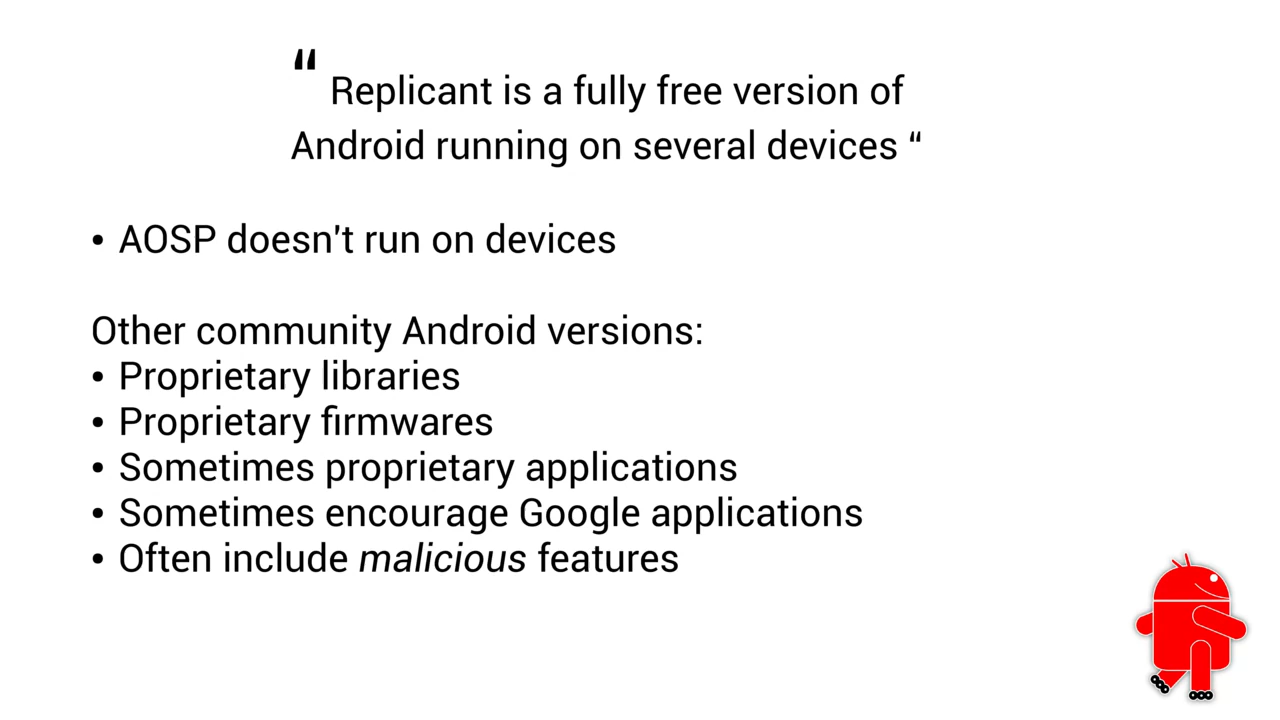 “ Replicant is a fully free version of
Android running on several devices “
• AOSP doesn't run on devices
Other community Android versions:
• Proprietary libraries
• Proprietary firmwares
• Sometimes proprietary applications
• Sometimes encourage Google applications
• Often include malicious features